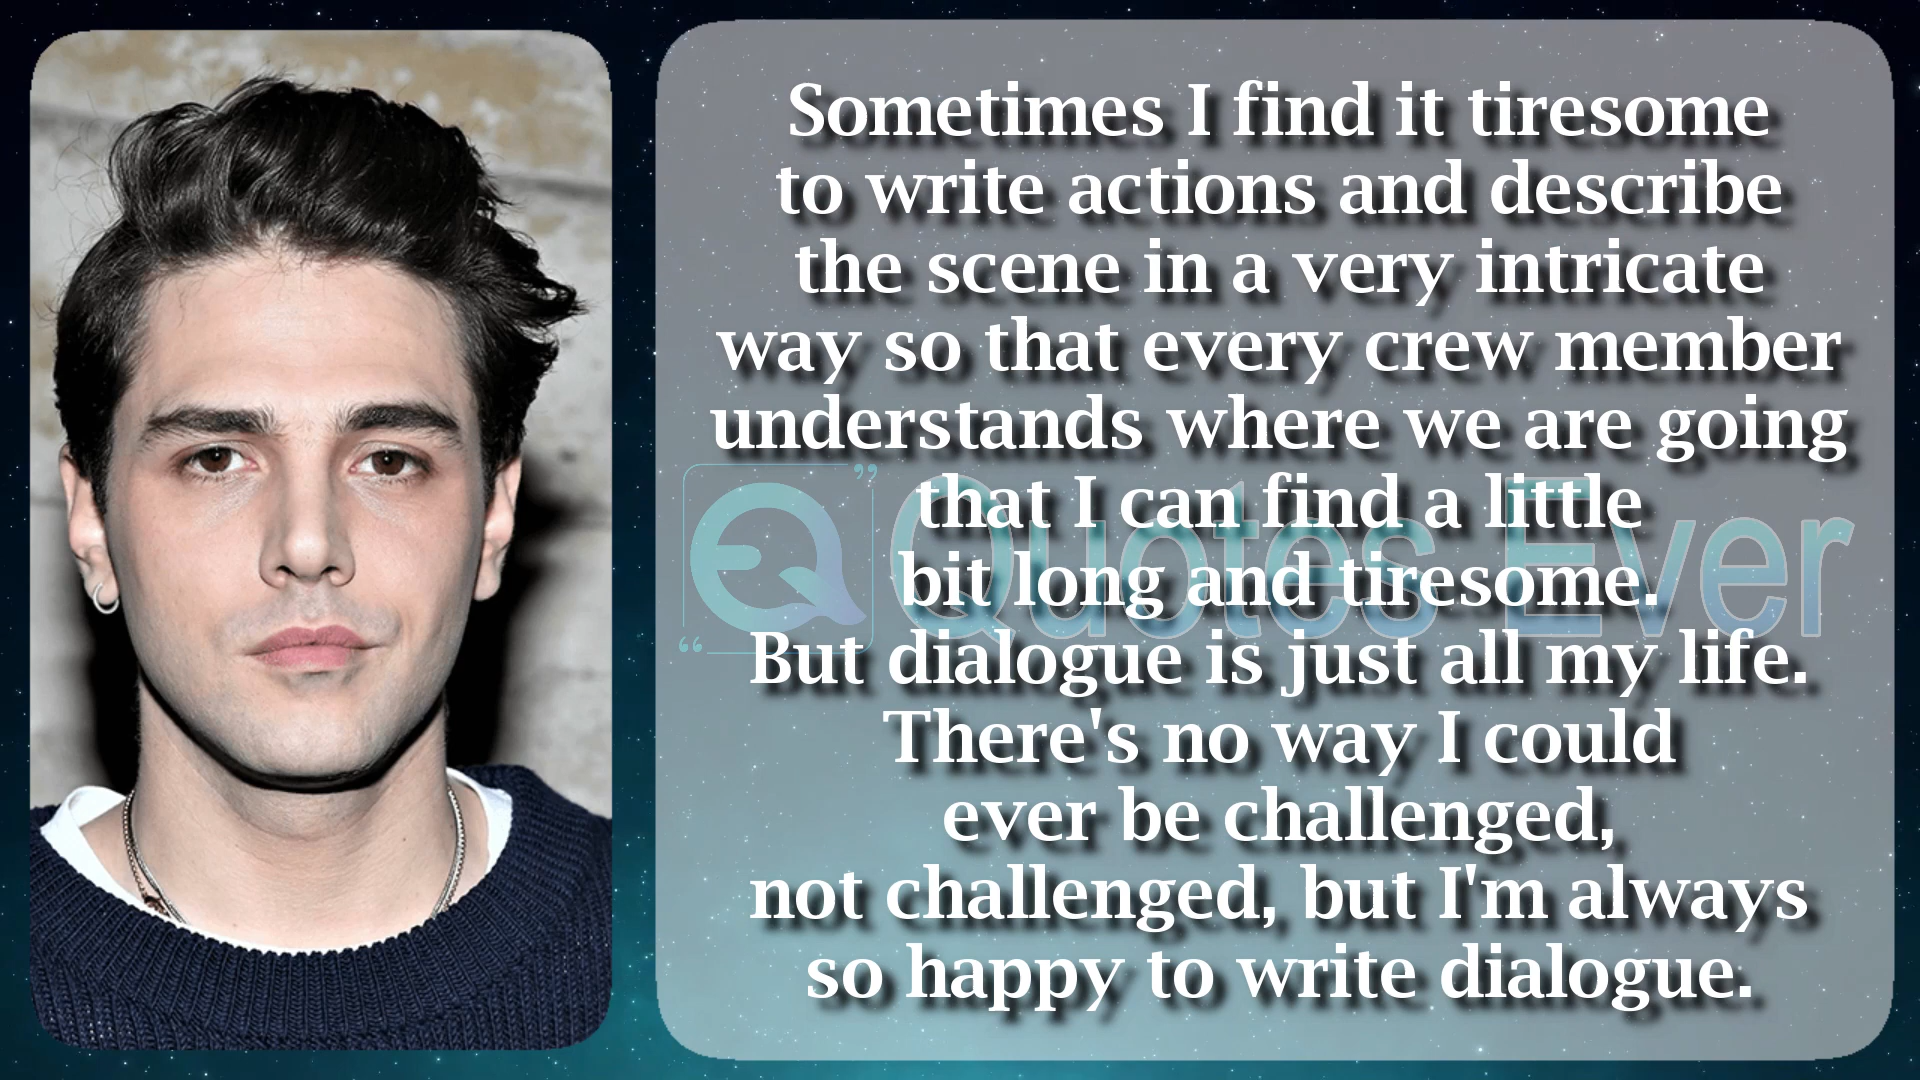 Sometimes I find it tiresome
to write actions and describe
the scene in a very intricate
way so that every crew member
understands where we are going
that I can find a little
bit long and tiresome.
But dialogue is just all my life.
There's no way I could
ever be challenged,
not challenged, but I'm always
so happy to write dialogue.
Quotes Ever